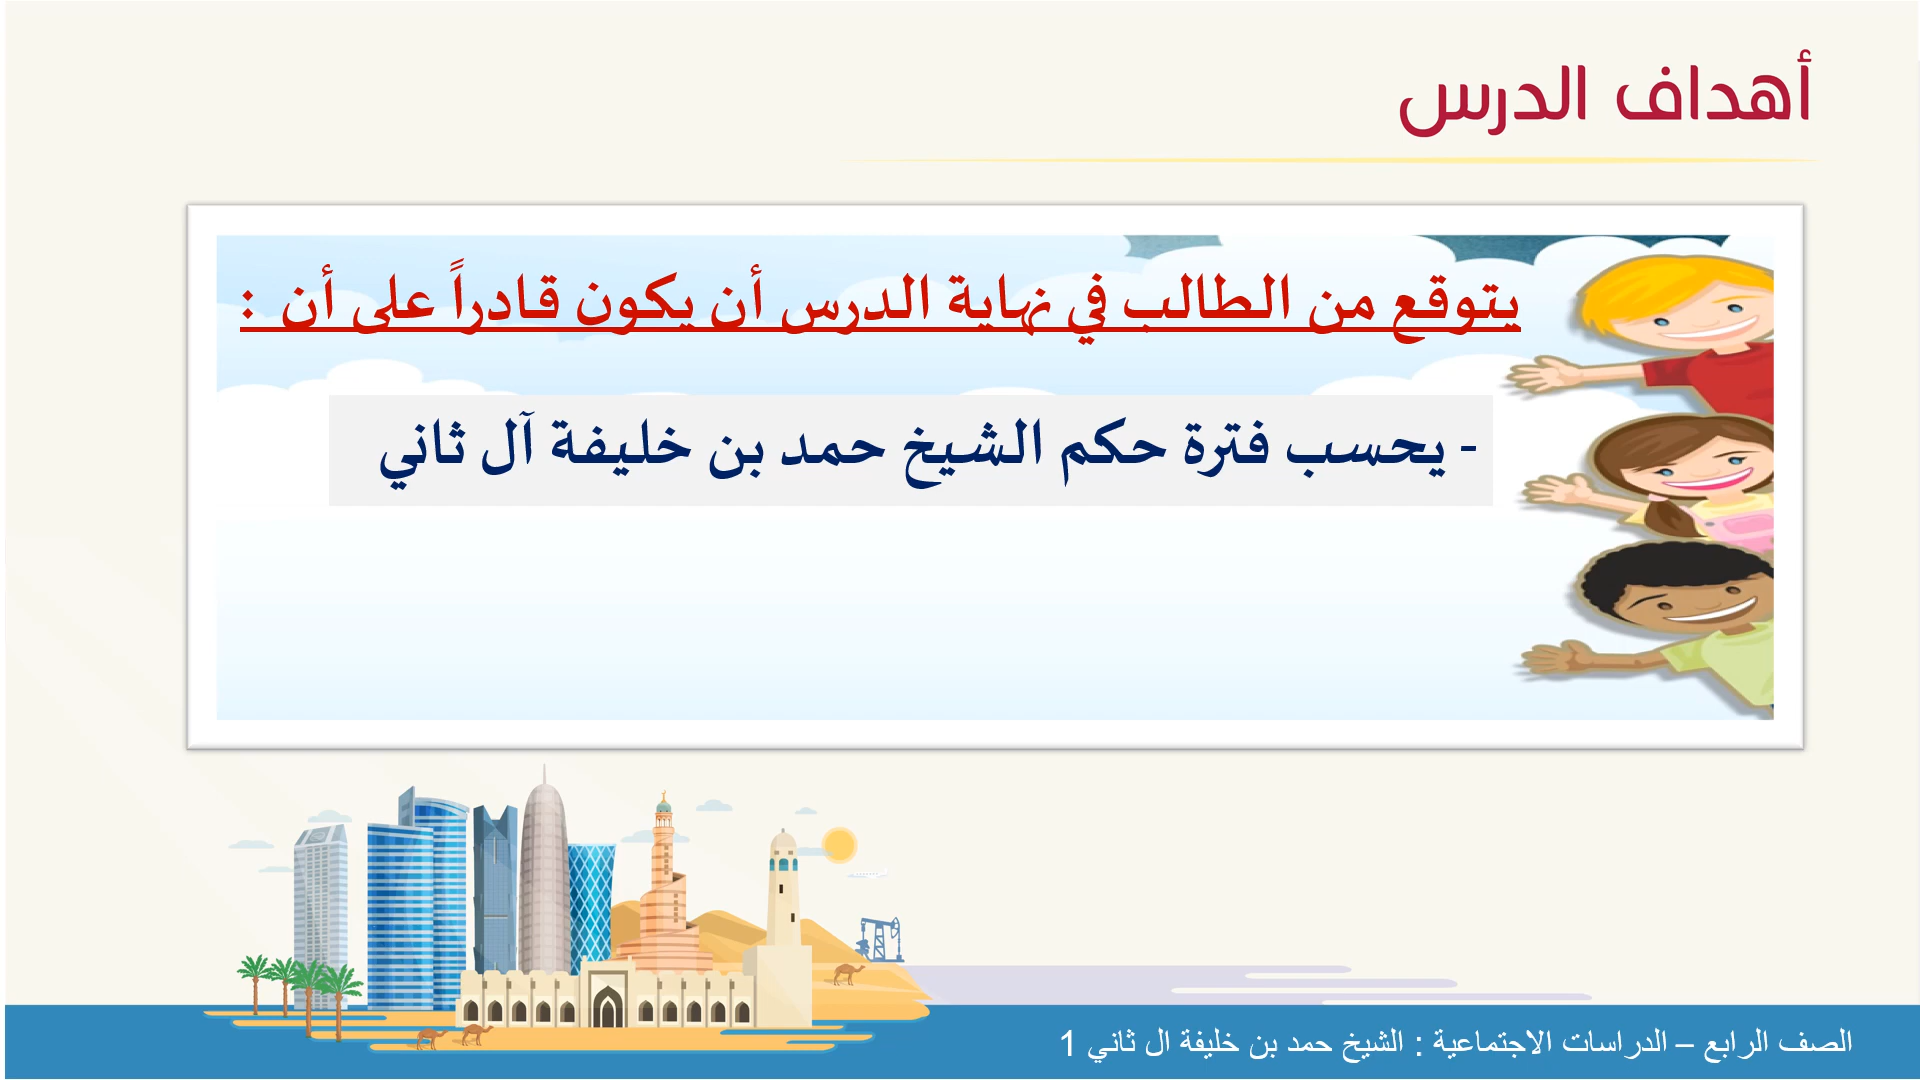 أهداف الدرس
يتوقع من الطالب في نهاية الدرس أن يكون قادراً على أن :
- يحسب فترة حكم الشيخ حمد بن خليفة آل ثاني
الصف الرابع – الدراسات الاجتماعية : الشيخ حمد بن خليفة ال ثاني 1